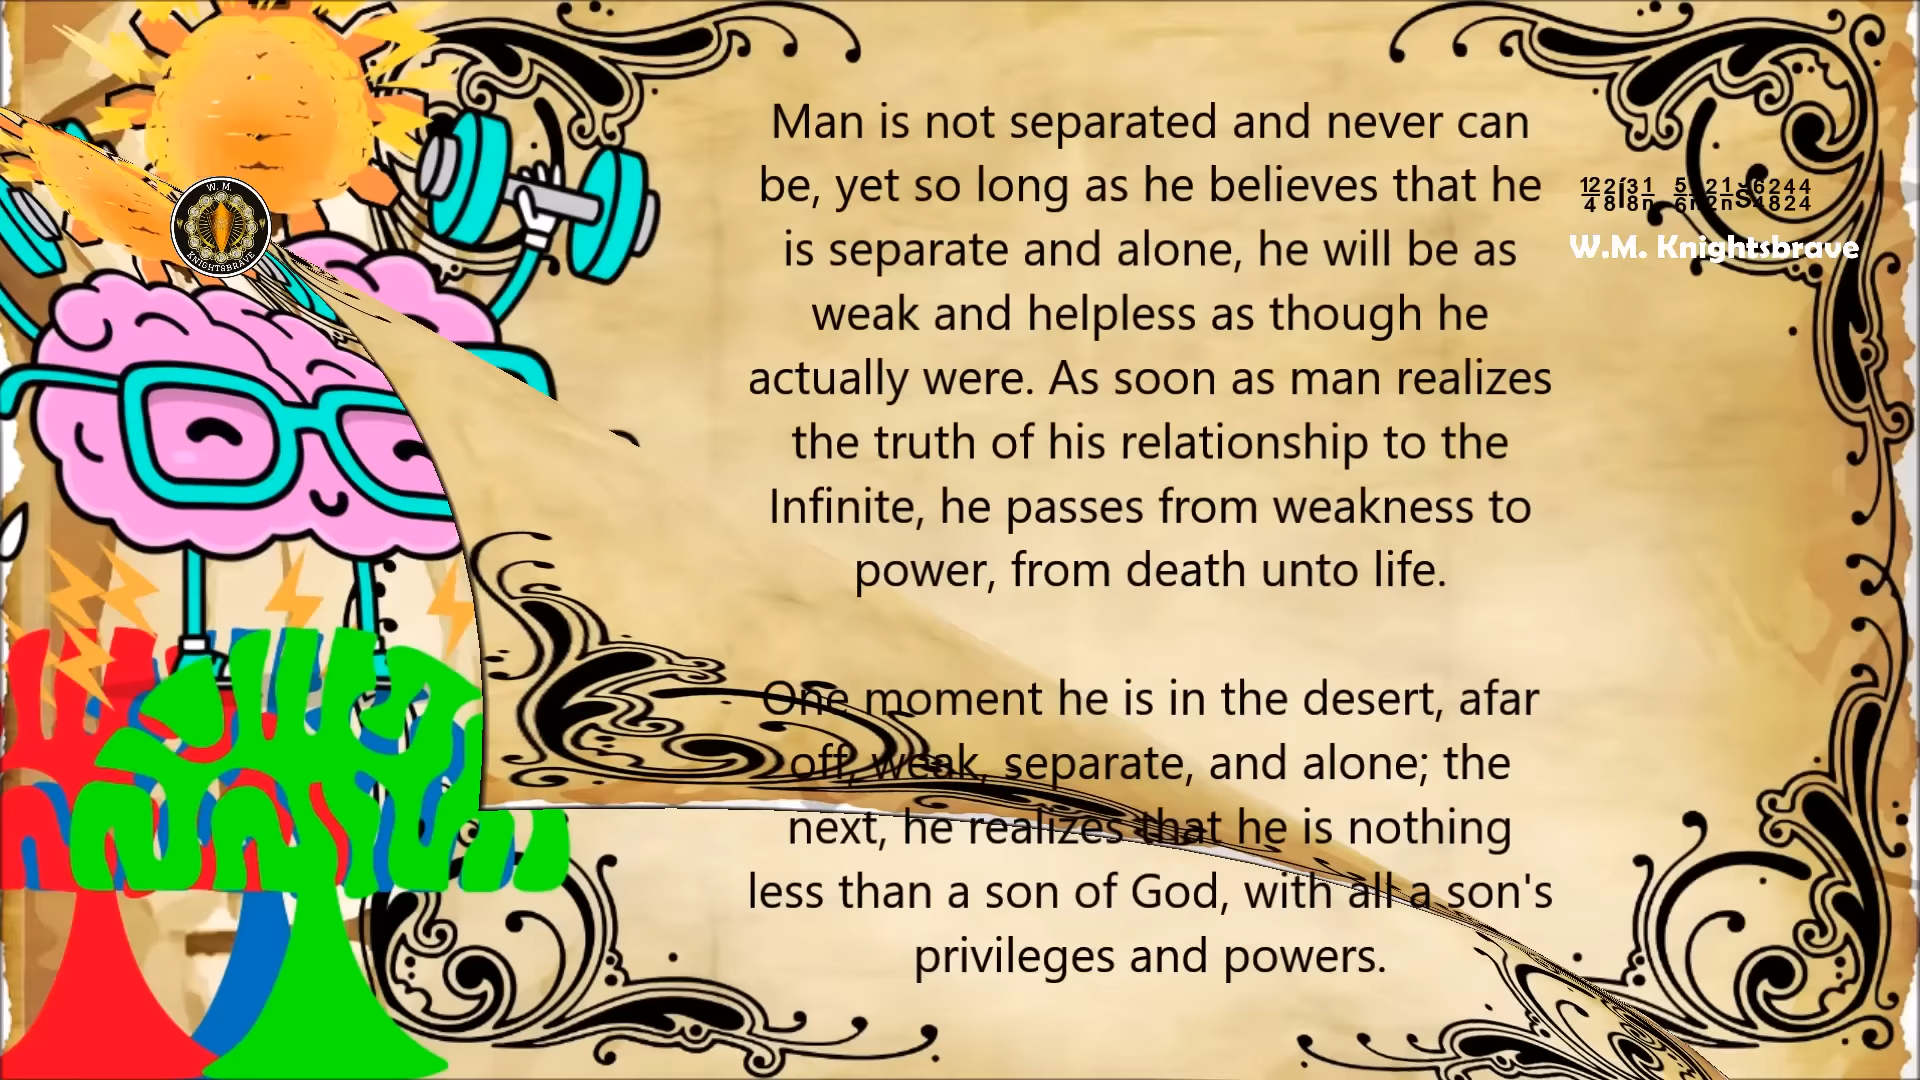 Man is not separated and never can
be, yet so long as he believes that he
is separate and alone, he will be as
weak and helpless as though he
actually were. As soon as man realizes
the truth of his relationship to the
Infinite, he passes from weakness to
power, from death unto life.
One moment he is in the desert, afar
off, weak, separate, and alone; the
next, he realizes that he is nothing
less than a son of God, with all a son's
privileges and powers.
W.M. Knightsbrave
W. M.
KNIGHTSBRAVE